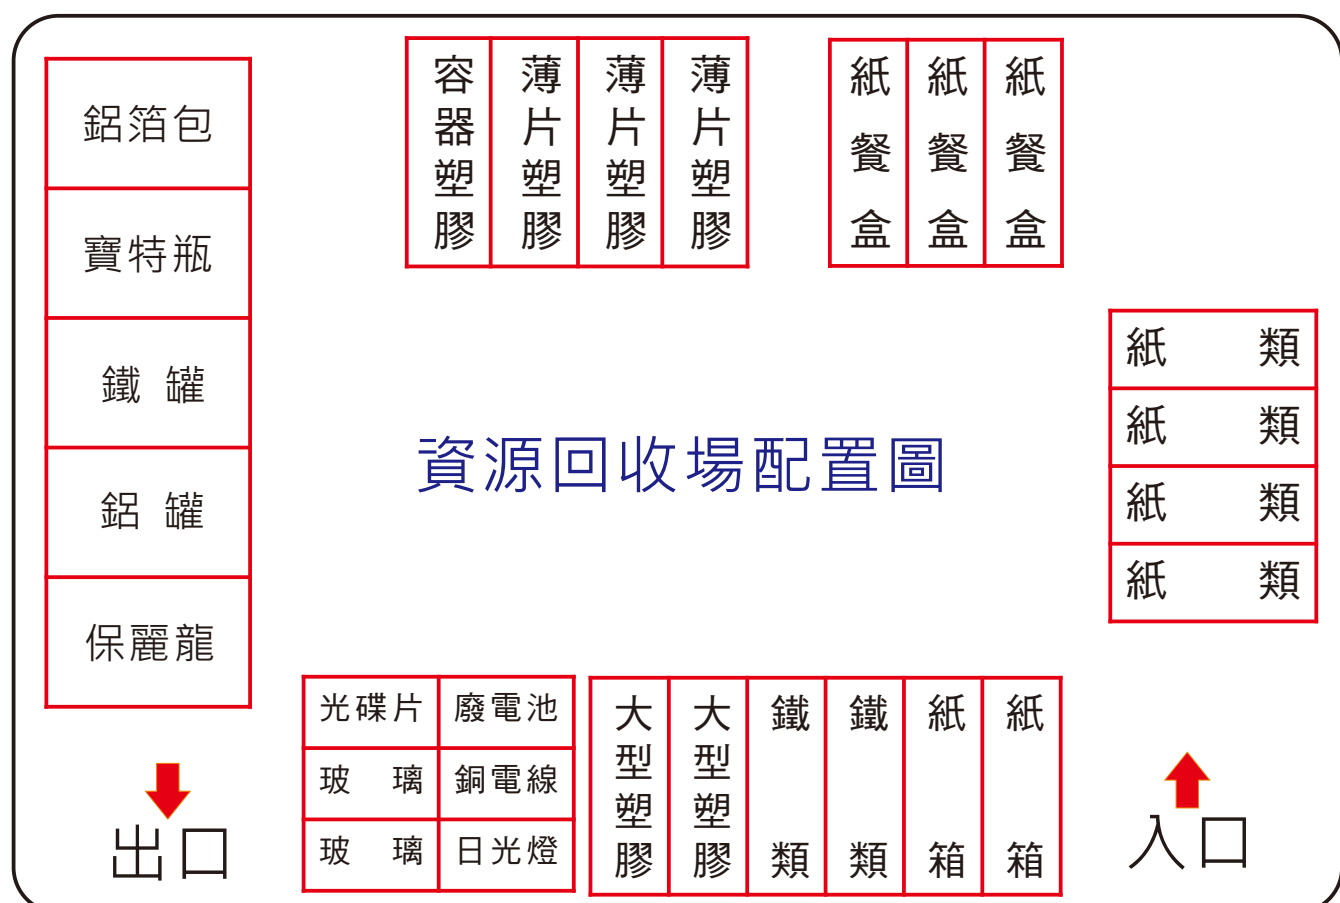 鋁箔包
寶特瓶
鐵罐
鋁罐
保麗龍
容器塑膠
薄片塑膠
薄片塑膠
薄片塑膠
紙餐盒
紙餐盒
紙餐盒
紙類
紙類
紙類
紙類
資源回收場配置圖
光碟片
廢電池
玻璃
銅電線
玻璃
日光燈
大型塑膠
大型塑膠
鐵類
鐵類
紙箱
紙箱
出口
入口